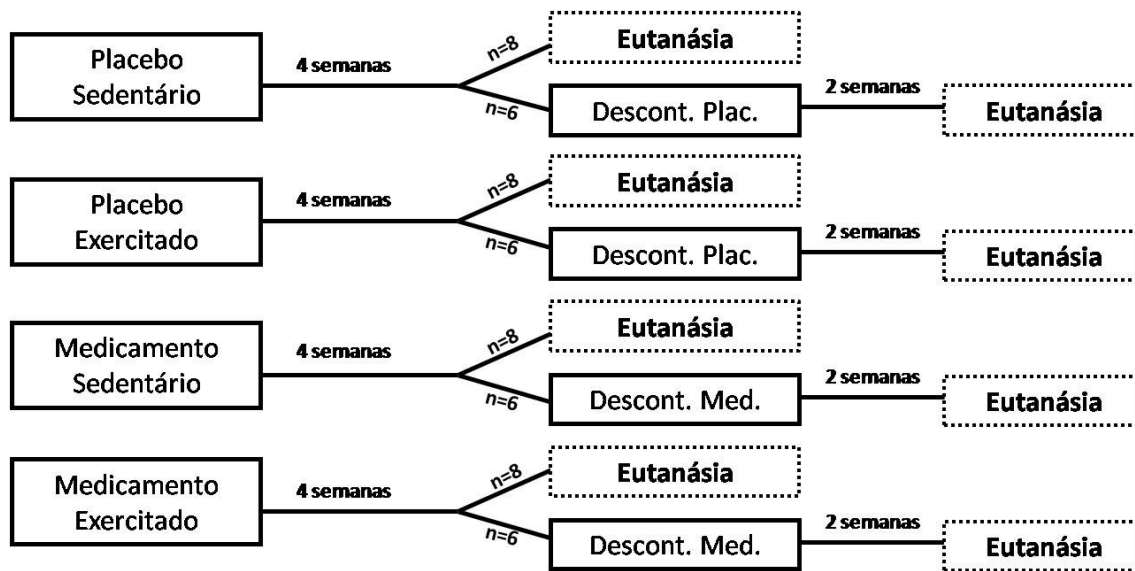 Placebo
Sedentário
4 semanas
n=8
n=6
Eutanásia
Descont. Plac.
2 semanas
Eutanásia
Placebo
Exercitado
4 semanas
n=8
n=6
Eutanásia
Descont. Plac.
2 semanas
Eutanásia
Medicamento
Sedentário
4 semanas
n=8
n=6
Eutanásia
Descont. Med.
2 semanas
Eutanásia
Medicamento
Exercitado
4 semanas
n=8
n=6
Eutanásia
Descont. Med.
2 semanas
Eutanásia